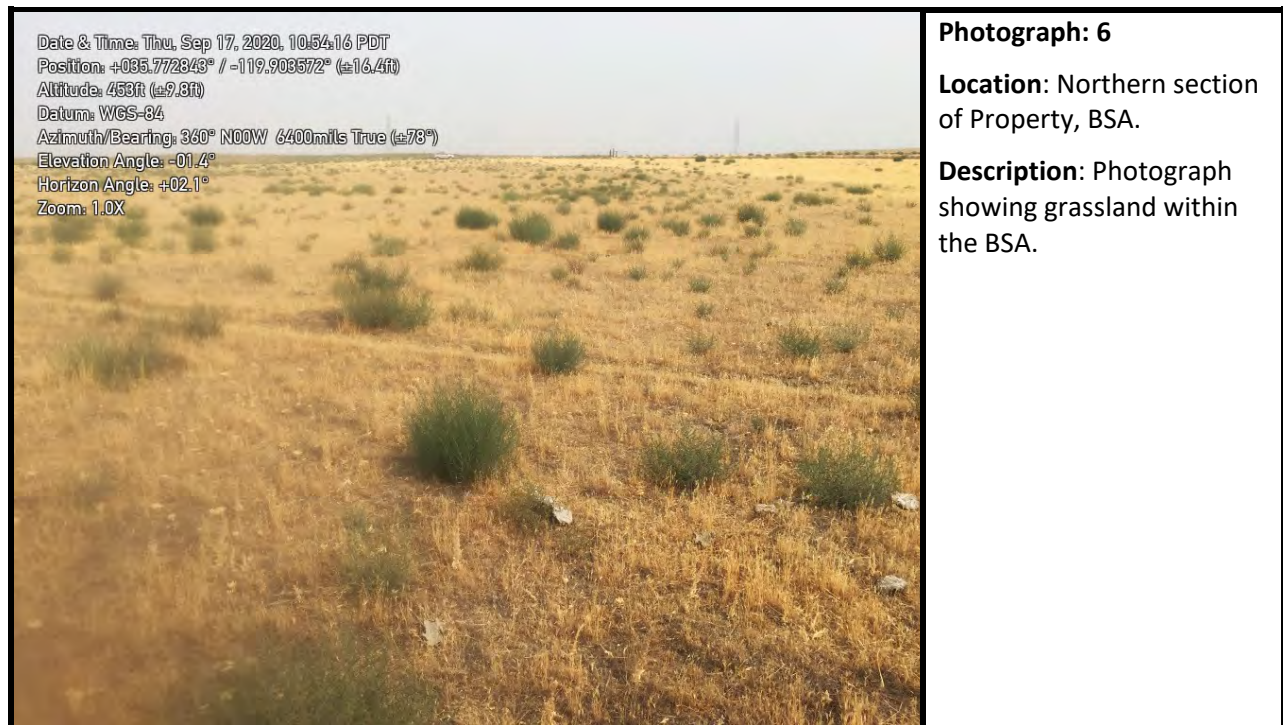 Date & Time: Thu, Sep 17, 2020, 10:54:16 PDT
Position: +035.772843° / -119.903572° (±16.4ft)
Altitude: 453ft (±9.8ft)
Datum: WGS-84
Azimuth/Bearing: 360° N00W 6400mils True (±78°)
Elevation Angle: -01.4°
Horizon Angle: +02.1°
Zoom: 1.0X
Photograph: 6
Location: Northern section
of Property, BSA.
Description: Photograph
showing grassland within
the BSA.